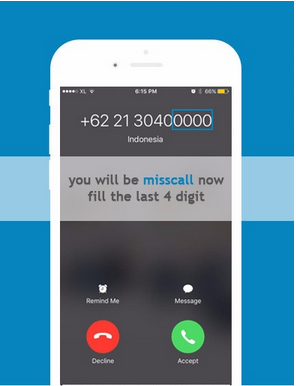 XL 6:15 PM 66%
+62 21 30400000
Indonesia
you will be misscall now
fill the last 4 digit
Remind Me Message
Decline Accept